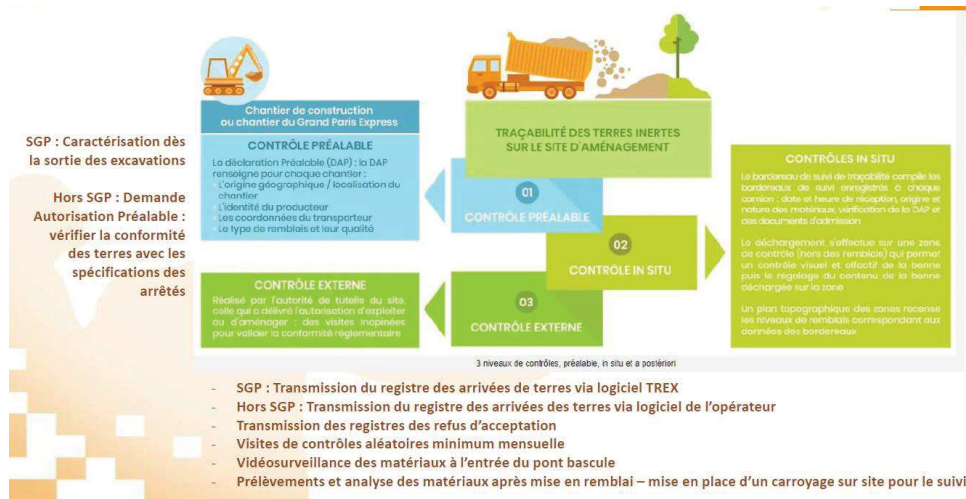 Chantier de construction
ou chantier du Grand Paris Express
TRAÇABILITÉ DES TERRES INERTES
SUR LE SITE D'AMÉNAGEMENT
SGP : Caractérisation dès
la sortie des excavations
Hors SGP : Demande
Autorisation Préalable :
vérifier la conformité
des terres avec les
spécifications des
arrêtés
CONTRÔLE PRÉALABLE
La déclaration Préalable (DAP) : la DAP
renseigne pour chaque chantier :
L'origine géographique / localisation du
chantier
L'identité du producteur
Les coordonnées du transporteur
Le type de remblais et leur qualité
01
CONTRÔLE PRÉALABLE
02
CONTRÔLE IN SITU
03
CONTRÔLE EXTERNE
CONTRÔLE EXTERNE
Réalisé par l'autorité de tutelle du site,
celle qui a délivré l'autorisation d'exploiter
ou d'aménager : des visites inopinées
pour valider la conformité réglementaire
CONTRÔLES IN SITU
Le bordereau de suivi de traçabilité compile les
bordereaux de suivi enregistrés à chaque
camion : date et heure de réception, origine et
nature des matériaux, vérification de la DAP et
des documents d'admission
Le déchargement s'effectue sur une zone
de contrôle (hors des remblais) qui permet
un contrôle visuel et olfactif de la benne
puis le régalage du contenu de la benne
déchargée sur la zone
Un plan topographique des zones recense
les niveaux de remblais correspondant aux
données des bordereaux
3 niveaux de contrôles, préalable, in situ et a postériori
- SGP : Transmission du registre des arrivées de terres via logiciel TREX
- Hors SGP : Transmission du registre des arrivées des terres via logiciel de l'opérateur
- Transmission des registres des refus d'acceptation
- Visites de contrôles aléatoires minimum mensuelle
- Vidéosurveillance des matériaux à l'entrée du pont bascule
- Prélèvements et analyse des matériaux après mise en remblai – mise en place d'un carroyage sur site pour le suivi